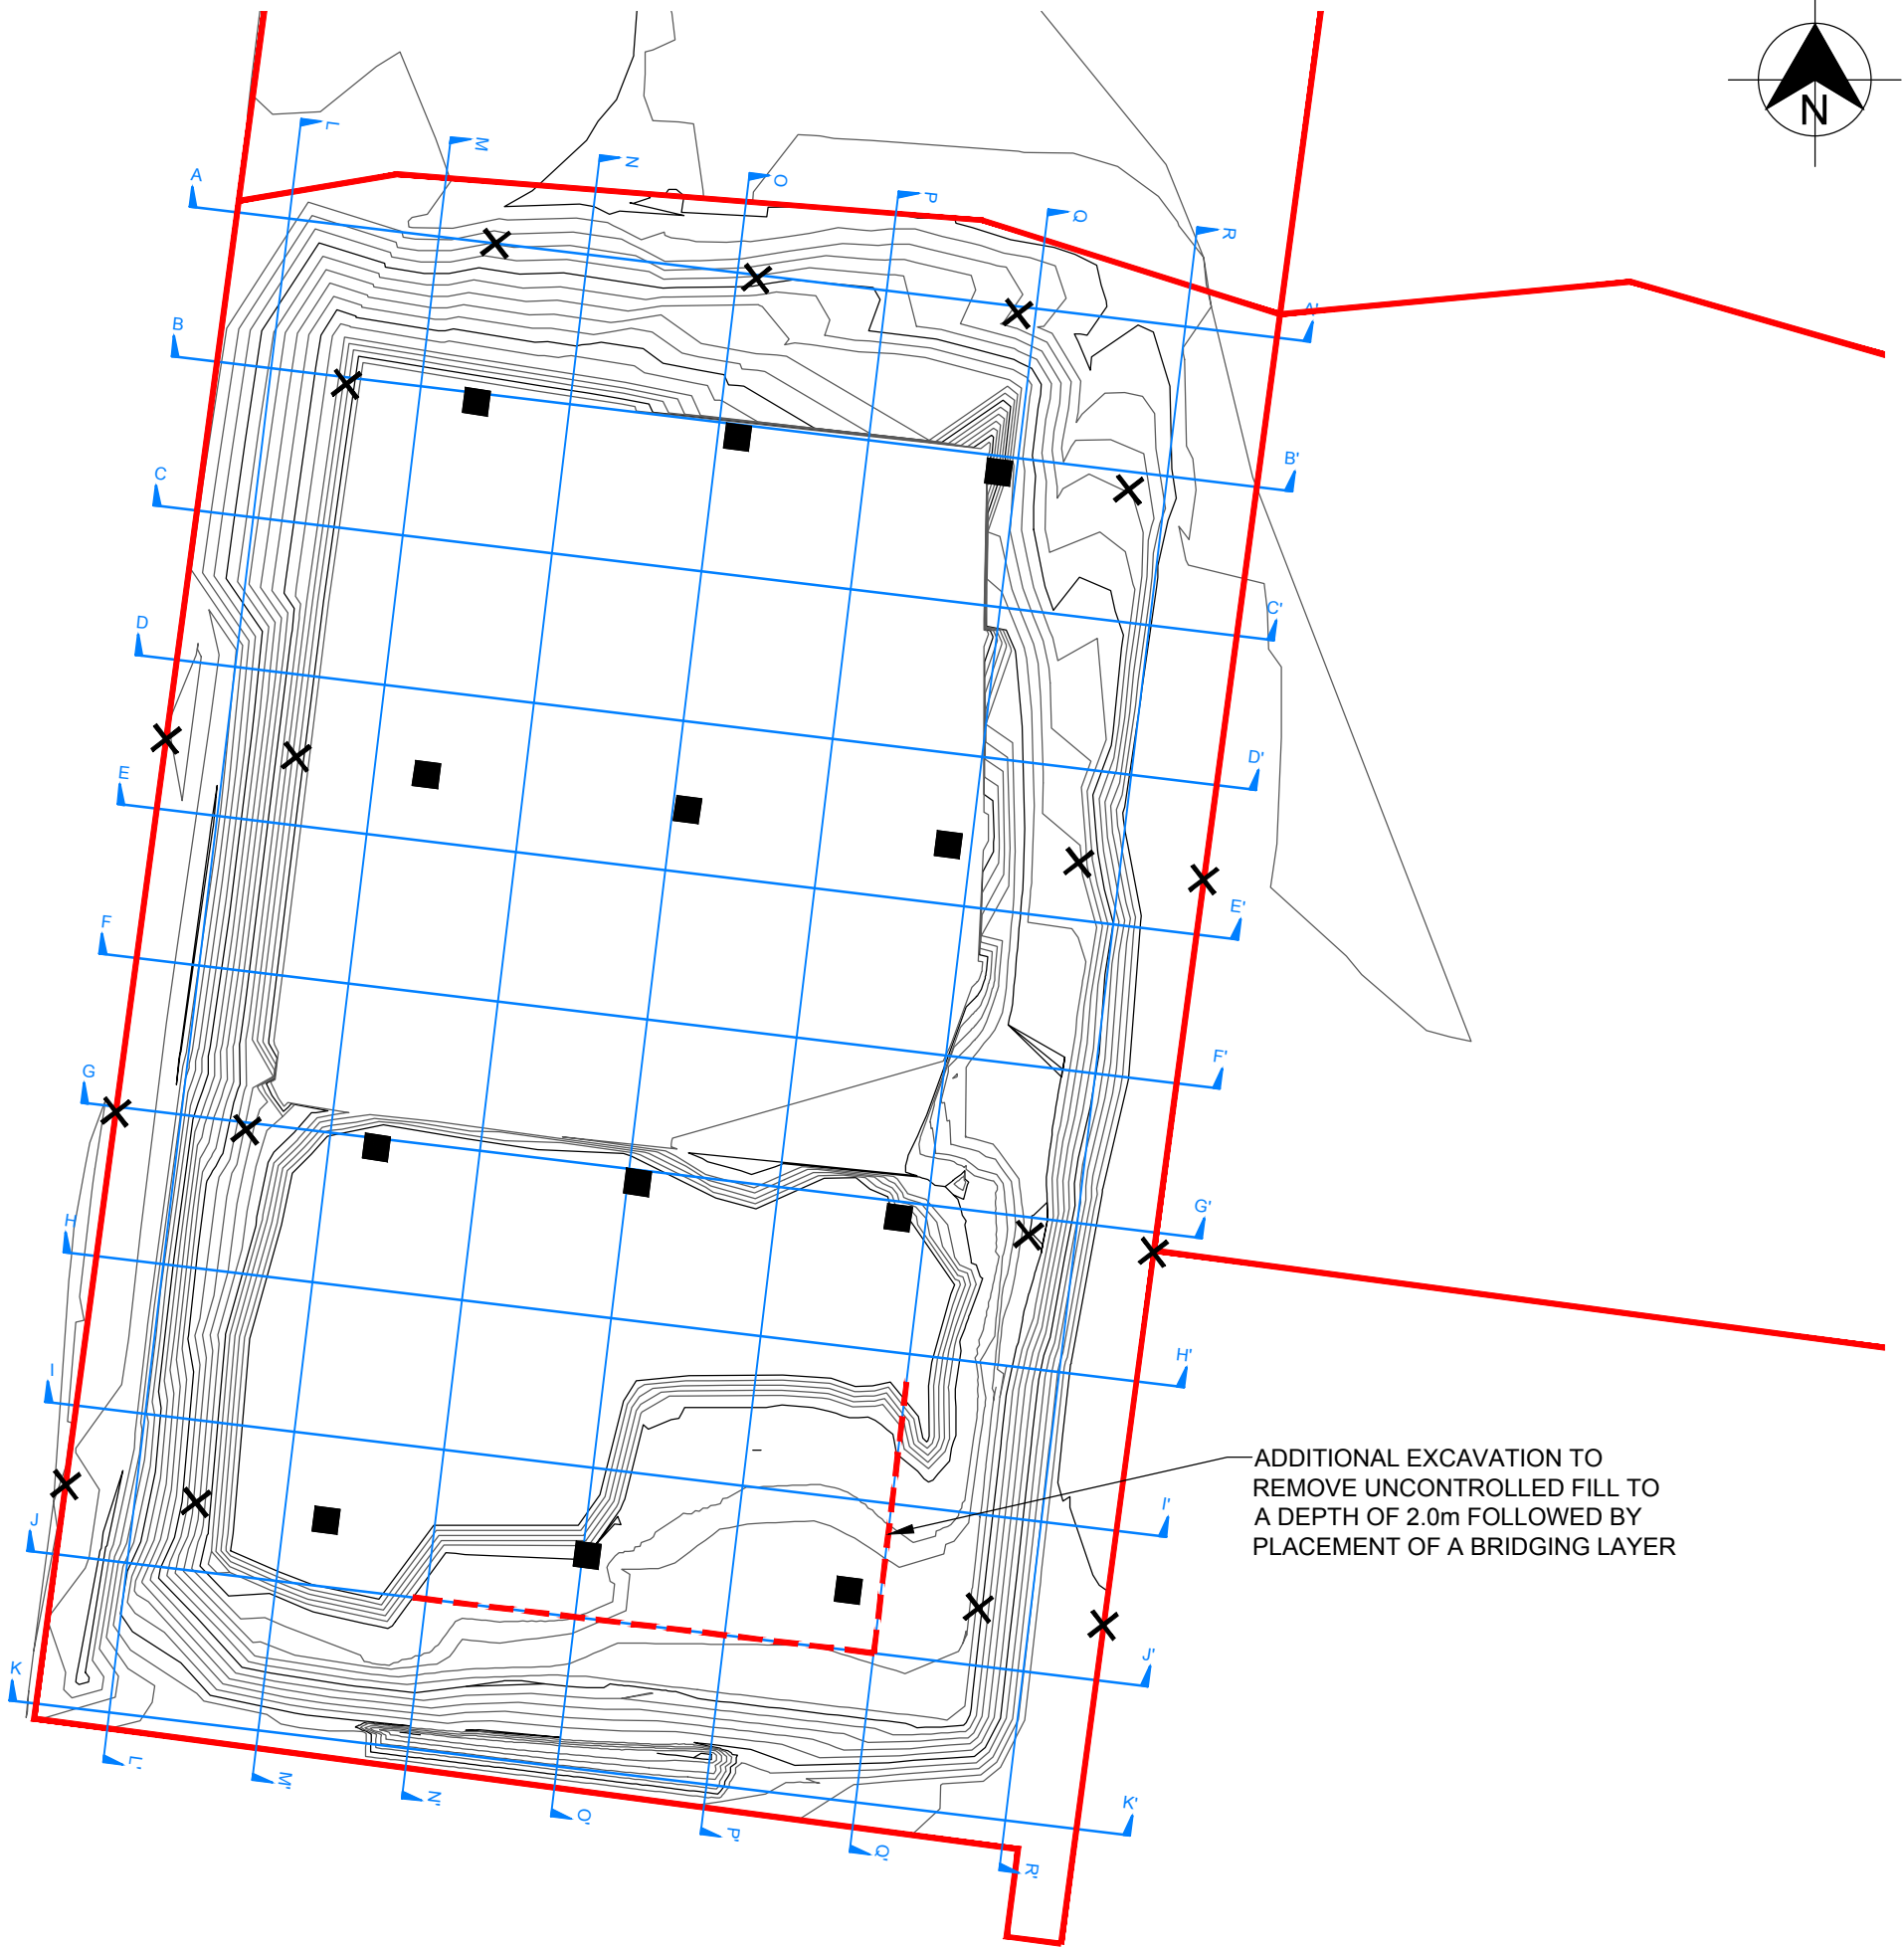 N
L
M
N
O
P
Q
R
A
A'
B
B'
C
C'
D
D'
E
E'
F
F'
G
G'
H
H'
I
I'
J
J'
K
K'
L'
M'
N'
O'
P'
Q'
R'
ADDITIONAL EXCAVATION TO
REMOVE UNCONTROLLED FILL TO
A DEPTH OF 2.0m FOLLOWED BY
PLACEMENT OF A BRIDGING LAYER